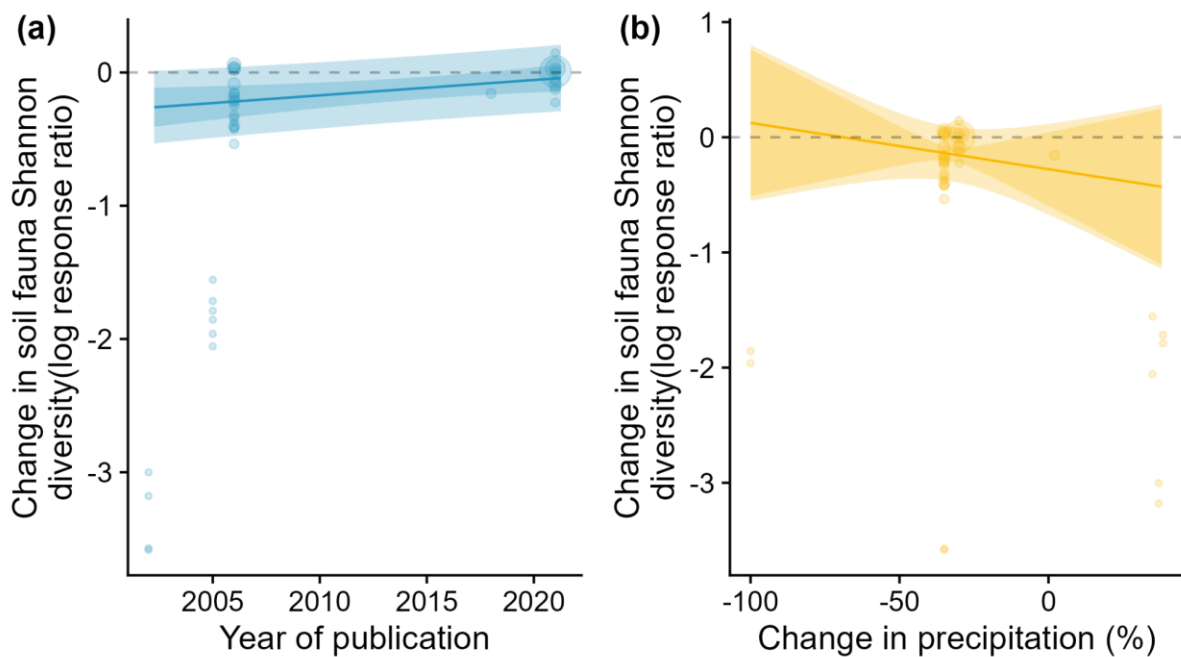 (a)
Change in soil fauna Shannon
diversity(log response ratio)
0
-1
-2
-3
2005 2010 2015 2020
Year of publication
(b)
Change in soil fauna Shannon
diversity(log response ratio)
1
0
-1
-2
-3
-100 -50 0
Change in precipitation (%)